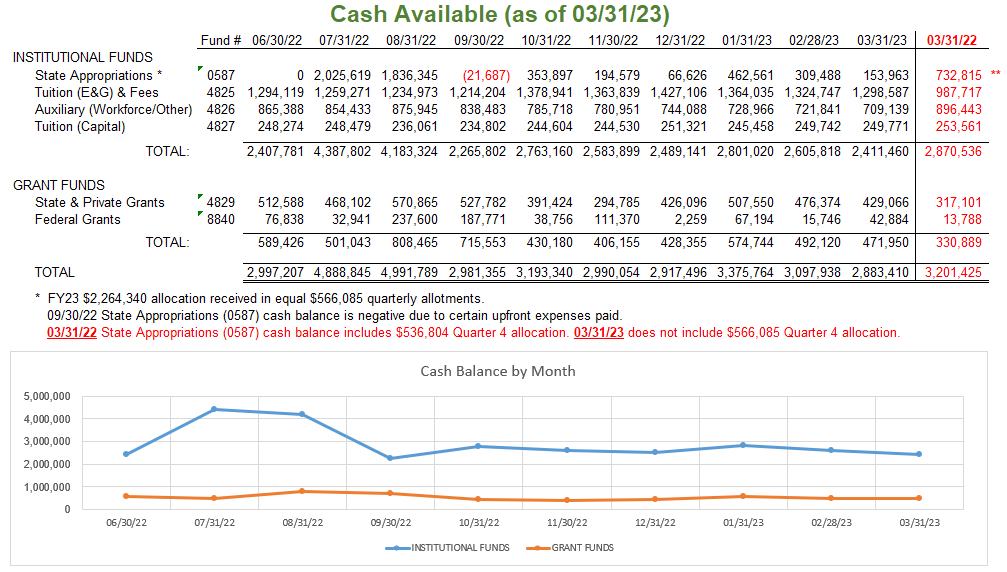 Cash Available (as of 03/31/23)
Fund # 06/30/22 07/31/22 08/31/22 09/30/22 10/31/22 11/30/22 12/31/22 01/31/23 02/28/23 03/31/23 03/31/22
INSTITUTIONAL FUNDS
State Appropriations * 0587 0 2,025,619 1,836,345 (21,687) 353,897 194,579 66,626 462,561 309,488 153,963 732,815 **
Tuition (E&G) & Fees 4825 1,294,119 1,259,271 1,234,973 1,214,204 1,378,941 1,363,839 1,427,106 1,364,035 1,324,747 1,298,587 987,717
Auxiliary (Workforce/Other) 4826 865,388 854,433 875,945 838,483 785,718 780,951 744,088 728,966 721,841 709,139 896,443
Tuition (Capital) 4827 248,274 248,479 236,061 234,802 244,604 244,530 251,321 245,458 249,742 249,771 253,561
TOTAL: 2,407,781 4,387,802 4,183,324 2,265,802 2,763,160 2,583,899 2,489,141 2,801,020 2,605,818 2,411,460 2,870,536
GRANT FUNDS
State & Private Grants 4829 512,588 468,102 570,865 527,782 391,424 294,785 426,096 507,550 476,374 429,066 317,101
Federal Grants 8840 76,838 32,941 237,600 187,771 38,756 111,370 2,259 67,194 15,746 42,884 13,788
TOTAL: 589,426 501,043 808,465 715,553 430,180 406,155 428,355 574,744 492,120 471,950 330,889
TOTAL 2,997,207 4,888,845 4,991,789 2,981,355 3,193,340 2,990,054 2,917,496 3,375,764 3,097,938 2,883,410 3,201,425
* FY23 $2,264,340 allocation received in equal $566,085 quarterly allotments.
09/30/22 State Appropriations (0587) cash balance is negative due to certain upfront expenses paid.
03/31/22 State Appropriations (0587) cash balance includes $536,804 Quarter 4 allocation. 03/31/23 does not include $566,085 Quarter 4 allocation.
Cash Balance by Month
5,000,000
4,000,000
3,000,000
2,000,000
1,000,000
0
06/30/22 07/31/22 08/31/22 09/30/22 10/31/22 11/30/22 12/31/22 01/31/23 02/28/23 03/31/23
INSTITUTIONAL FUNDS GRANT FUNDS